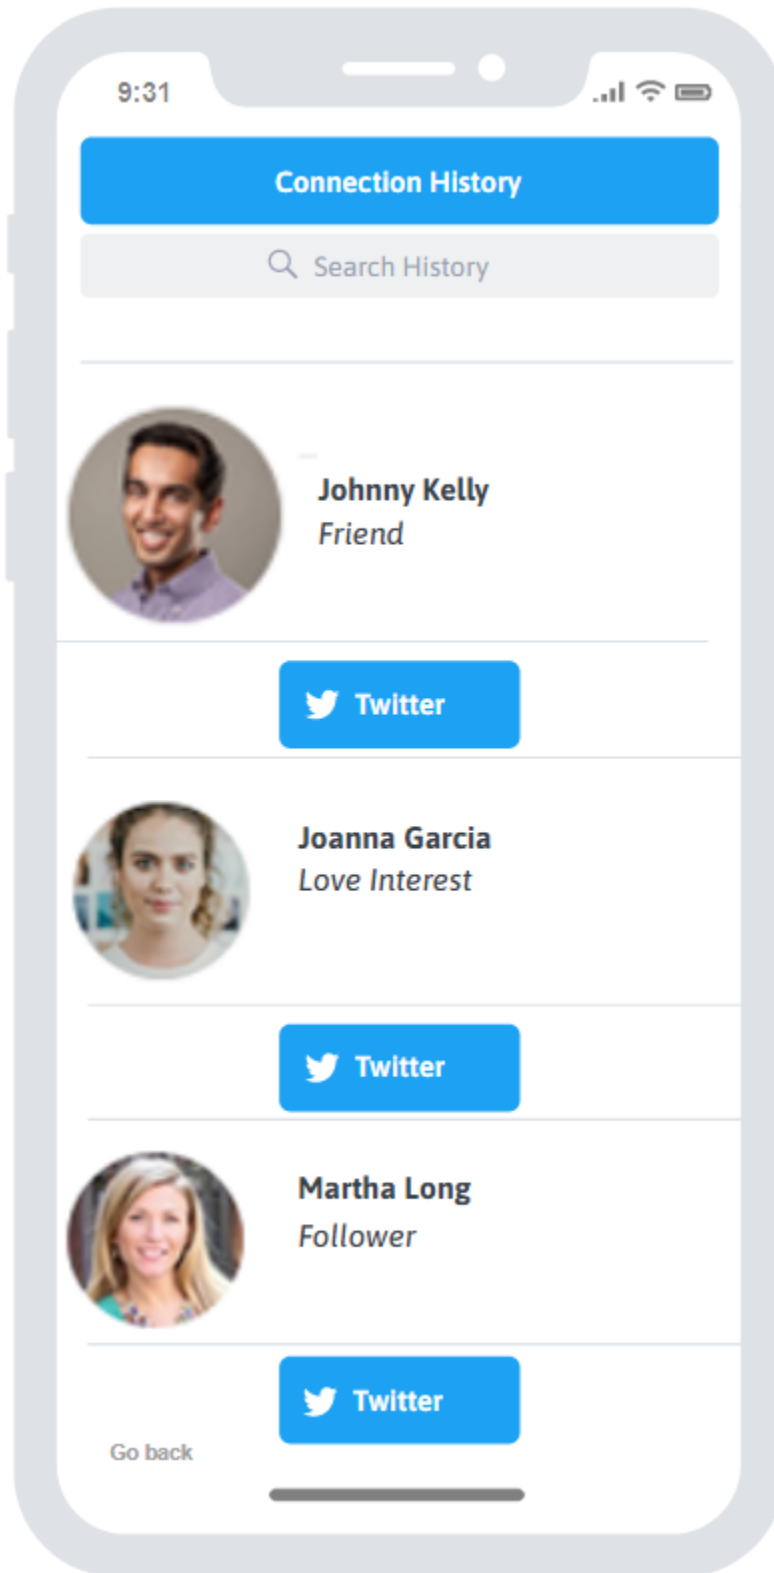 9:31
Connection History
Search History
Johnny Kelly
Friend
Twitter
Joanna Garcia
Love Interest
Twitter
Martha Long
Follower
Twitter
Go back